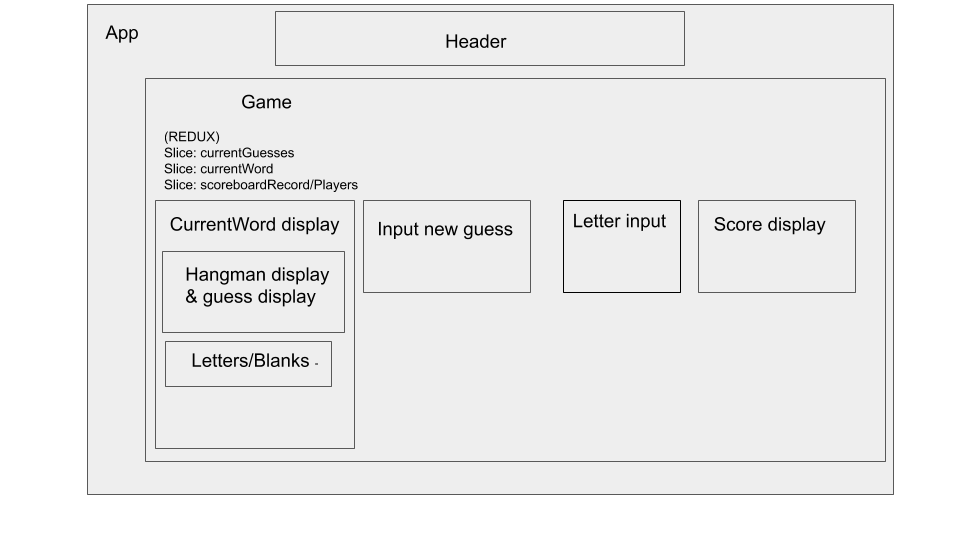 App
Header
Game
(REDUX)
Slice: currentGuesses
Slice: currentWord
Slice: scoreboardRecord/Players
CurrentWord display
Hangman display
& guess display
Letters/Blanks -
Input new guess
Letter input
Score display